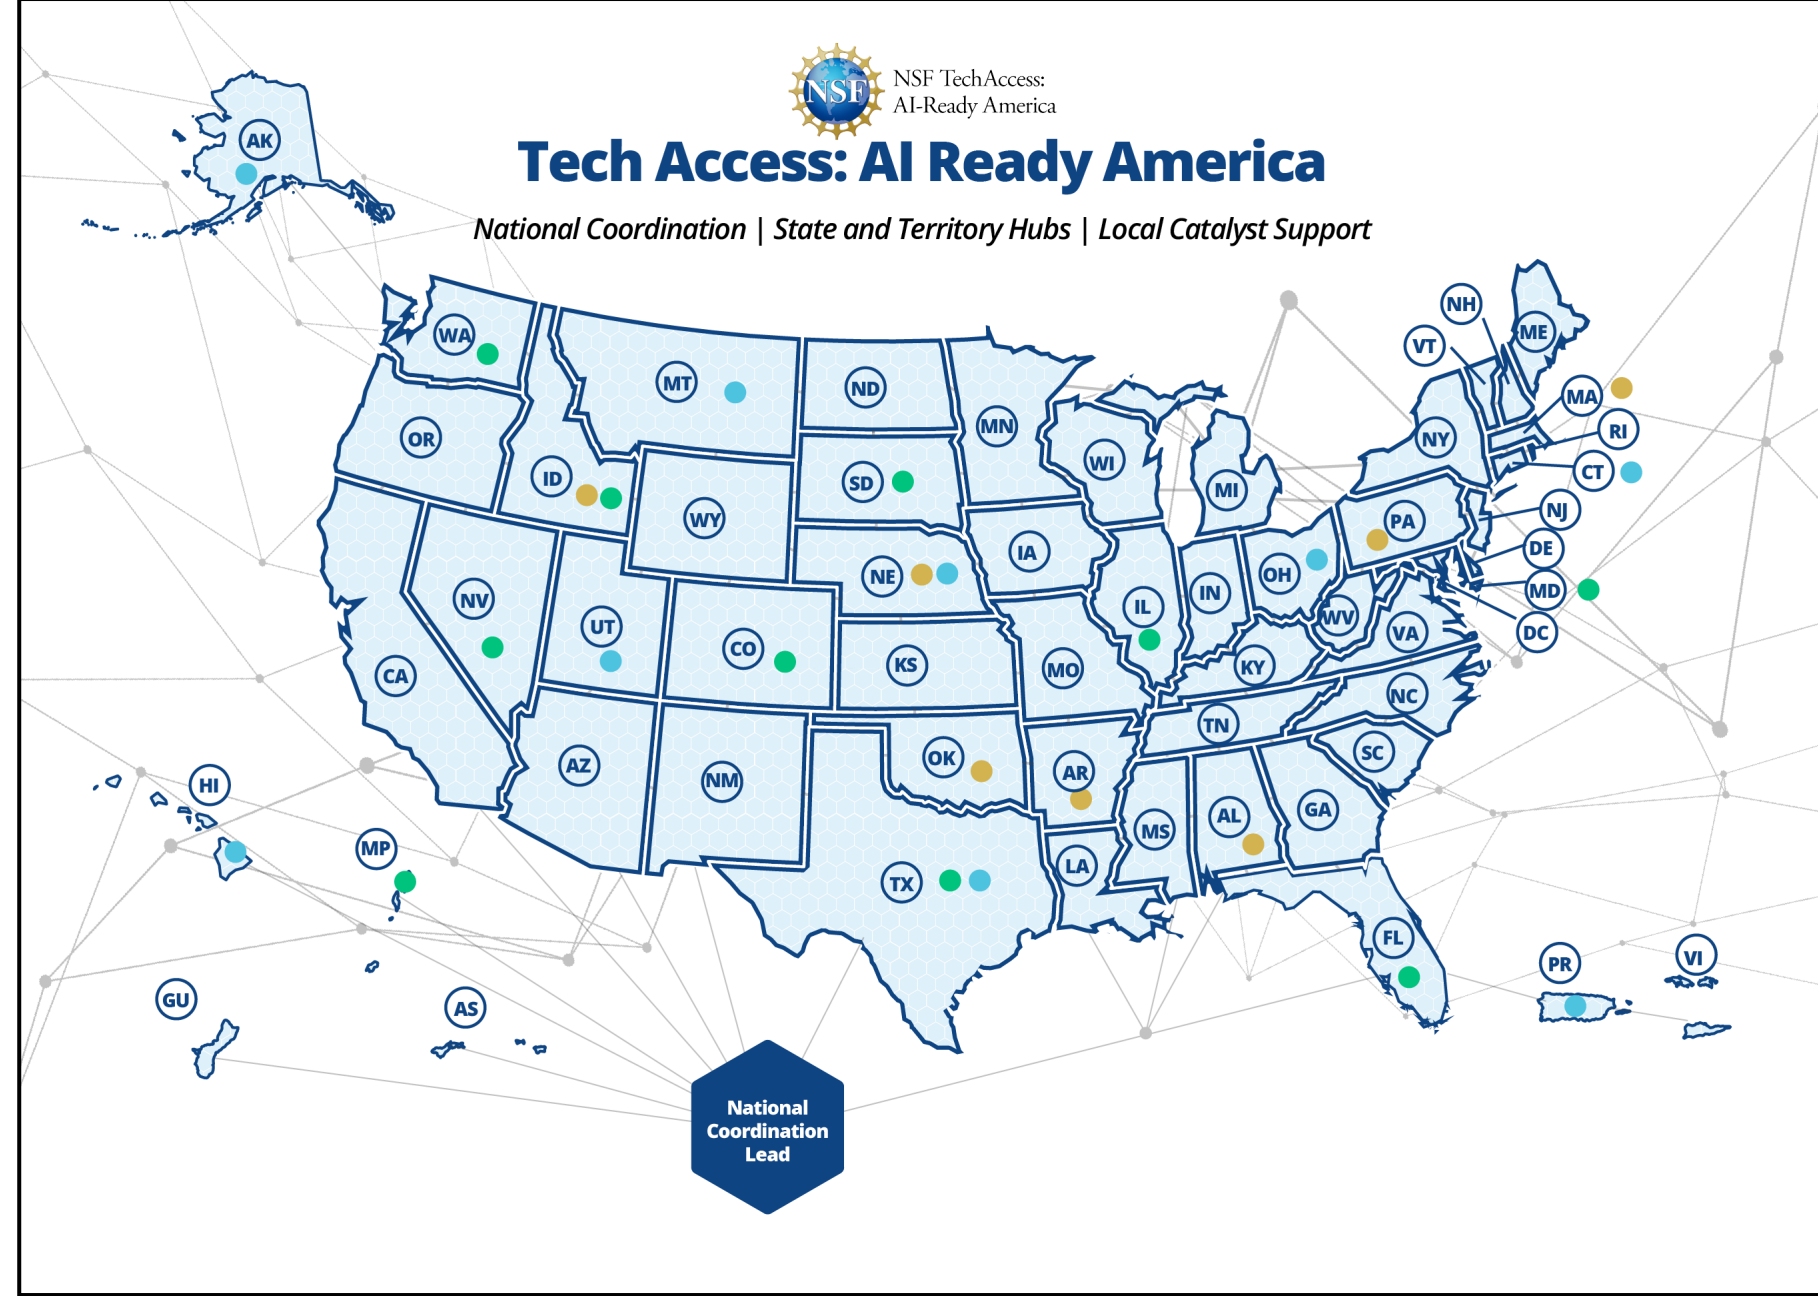 NSF
NSF TechAccess:
AI-Ready America
Tech Access: AI Ready America
National Coordination | State and Territory Hubs | Local Catalyst Support
AK
WA
MT
ND
MN
OR
ID
WY
SD
WI
MI
NY
VT
NH
ME
MA
RI
CT
NJ
DE
MD
DC
PA
NV
UT
CO
NE
IA
IL
IN
OH
WV
VA
CA
KS
MO
KY
NC
TN
SC
AZ
NM
OK
AR
MS
AL
GA
TX
LA
FL
HI
MP
GU
AS
PR
VI
National
Coordination
Lead